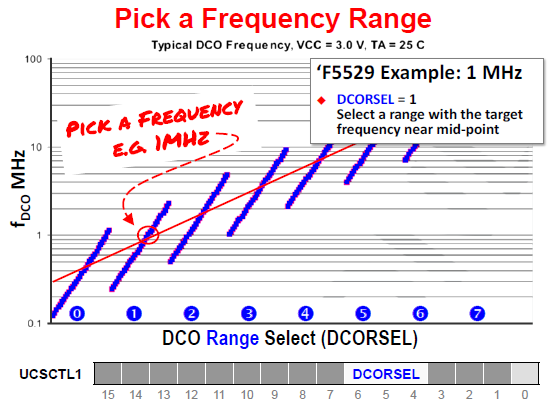 Pick a Frequency Range
Typical DCO Frequency, VCC = 3.0 V, TA = 25 C
100
10
1
0.1
fDCO MHz
‘F5529 Example: 1 MHz
◆ DCORSEL = 1
Select a range with the target
frequency near mid-point
PICK A FREQUENCY
E.G. 1MHz
0 1 2 3 4 5 6 7
DCO Range Select (DCORSEL)
UCSCTL1 DCORSEL
15 14 13 12 11 10 9 8 7 6 5 4 3 2 1 0